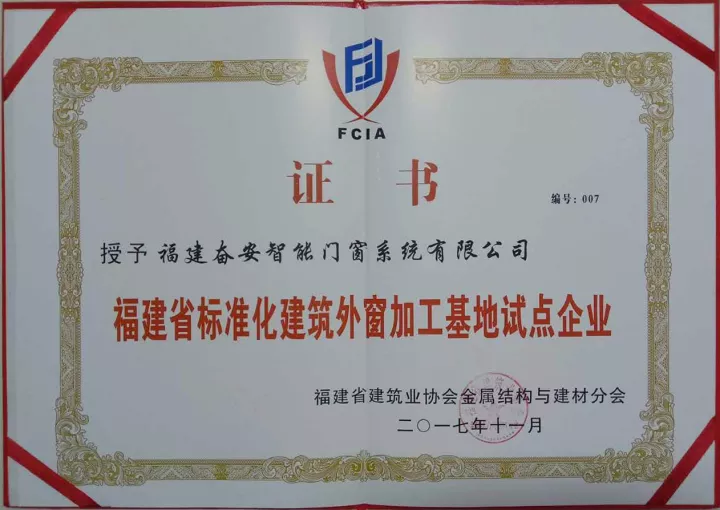 FCIA
证书
编号：007
授予 福建奋安智能门窗系统有限公司
福建省标准化建筑外窗加工基地试点企业
福建省建筑业协会金属结构与建材分会
二〇一七年十一月